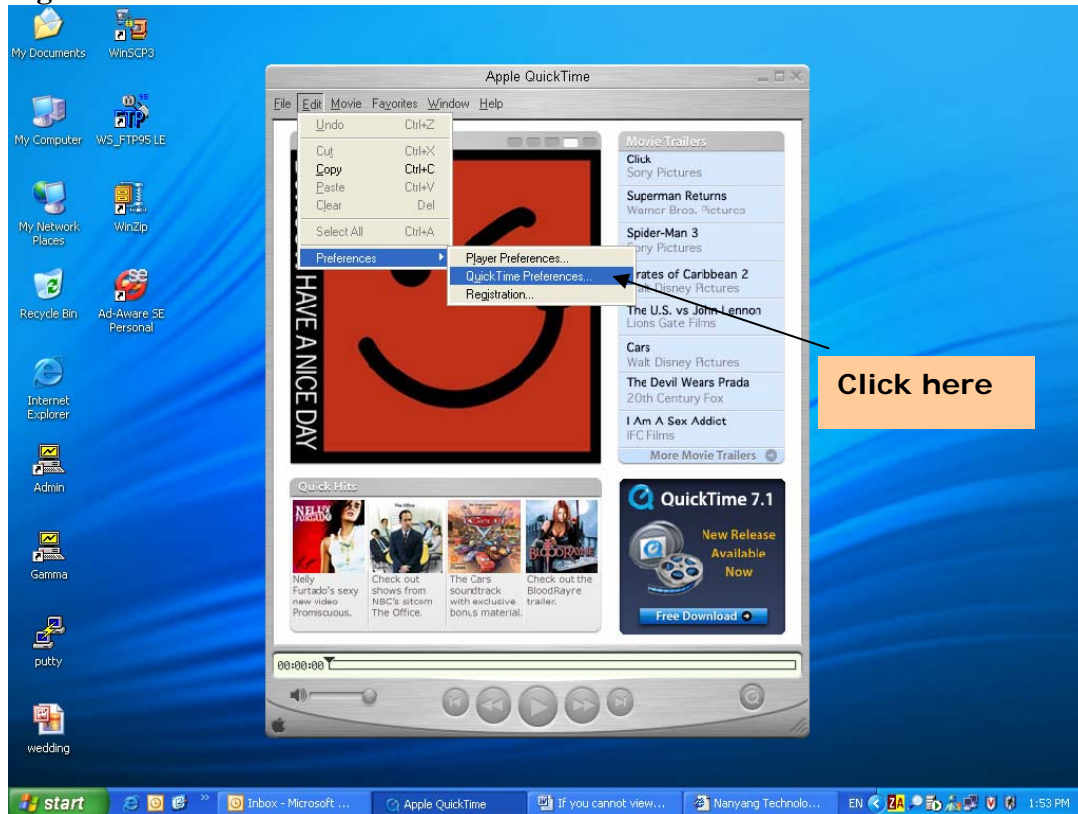 My Documents
WinSCP3
My Computer
WS_FTP95 LE
My Network
Places
WinZip
Recycle Bin
Ad-Aware SE
Personal
Internet
Explorer
Admin
Gamma
putty
wedding
Apple QuickTime
File Edit Movie Favorites Window Help
Undo Ctrl+Z
Cut Ctrl+X
Copy Ctrl+C
Paste Ctrl+V
Clear Del
Select All Ctrl+A
Preferences
Player Preferences...
QuickTime Preferences...
Registration...
HAVE A NICE DAY
Movie Trailers
Click
Sony Pictures
Superman Returns
Warner Bros. Pictures
Spider-Man 3
Sony Pictures
rates of Caribbean 2
Walt Disney Pictures
The U.S. vs John Lennon
Lions Gate Films
Cars
Walt Disney Pictures
The Devil Wears Prada
20th Century Fox
I Am A Sex Addict
IFC Films
More Movie Trailers
Click here
Quick Hits
NELLY
FURTADO
The Office
Cars
BLOODRAYNE
Nelly
Furtado's sexy
new video
Promiscuous.
Check out
shows from
NBC's sitcom
The Office.
The Cars
soundtrack
with exclusive
bonus material.
Check out the
BloodRayne
trailer.
QuickTime 7.1
New Release
Available
Now
Free Download
00:00:00
start
Inbox - Microsoft ...
Apple QuickTime
If you cannot view...
Nanyang Technolo...
EN
ZA
1:53 PM